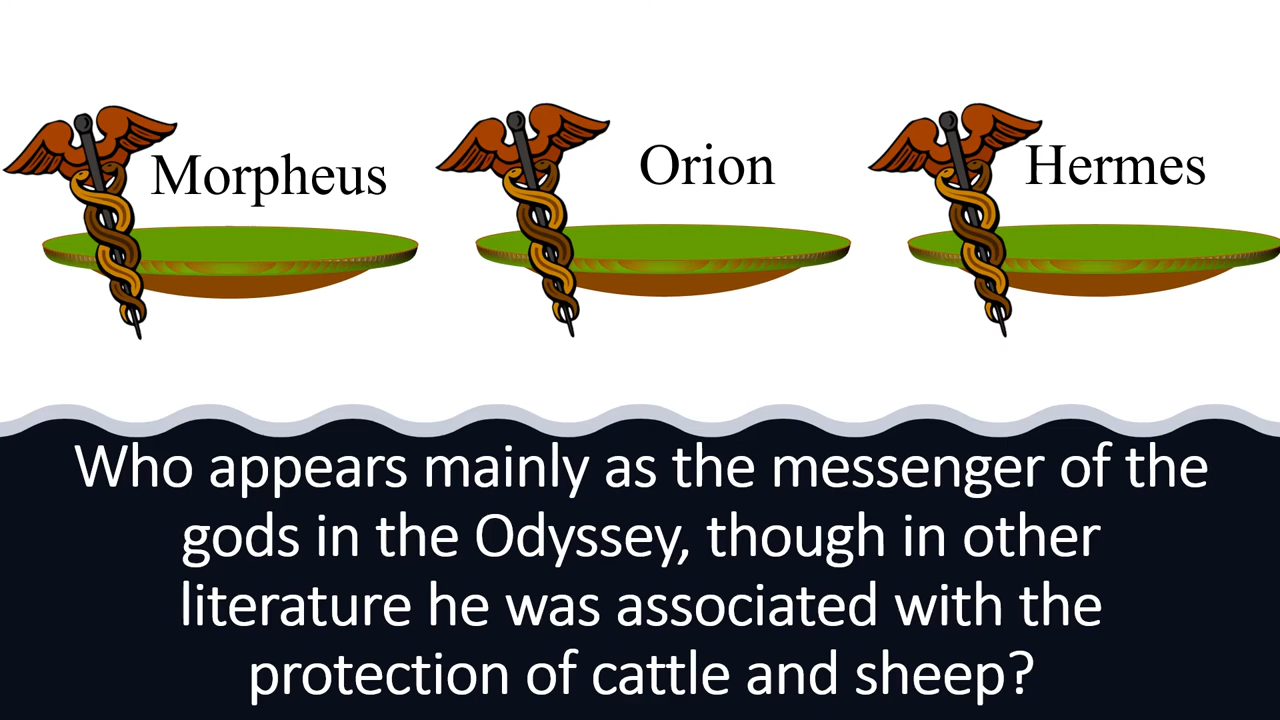 Morpheus
Orion
Hermes
Who appears mainly as the messenger of the
gods in the Odyssey, though in other
literature he was associated with the
protection of cattle and sheep?